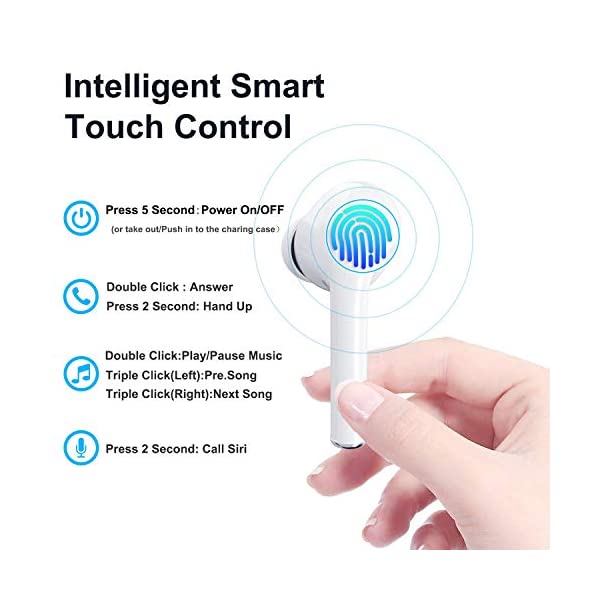 Intelligent Smart
Touch Control
Press 5 Second:Power On/OFF
(or take out/Push in to the charing case)
Double Click : Answer
Press 2 Second: Hand Up
Double Click:Play/Pause Music
Triple Click(Left):Pre.Song
Triple Click(Right):Next Song
Press 2 Second: Call Siri